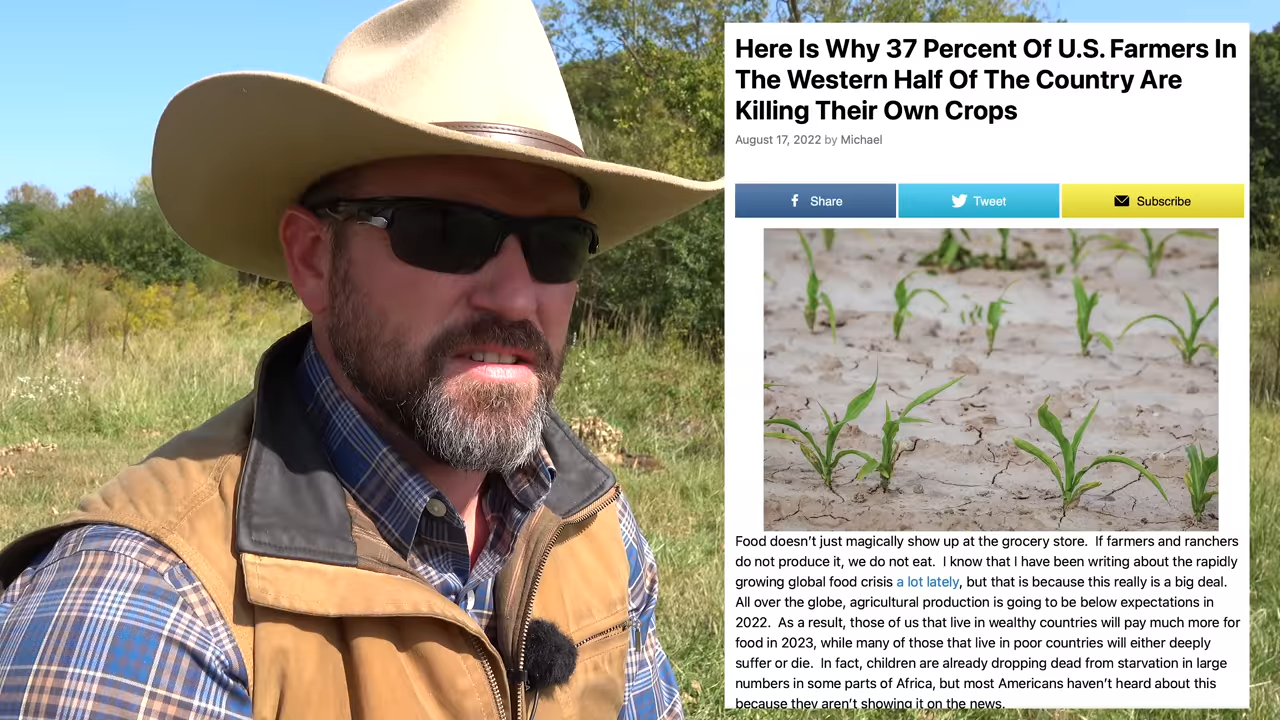 Here Is Why 37 Percent Of U.S. Farmers In
The Western Half Of The Country Are
Killing Their Own Crops
August 17, 2022 by Michael
Share
Tweet
Subscribe
Food doesn't just magically show up at the grocery store.  If farmers and ranchers
do not produce it, we do not eat.  I know that I have been writing about the rapidly
growing global food crisis a lot lately, but that is because this really is a big deal.
All over the globe, agricultural production is going to be below expectations in
2022.  As a result, those of us that live in wealthy countries will pay much more for
food in 2023, while many of those that live in poor countries will either deeply
suffer or die.  In fact, children are already dropping dead from starvation in large
numbers in some parts of Africa, but most Americans haven't heard about this
because they aren't showing it on the news.